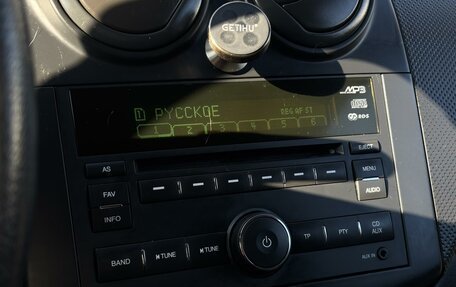 GETIHU
MP3
1 РУССКОЕ
REG AF ST
1 2 3 4 5 6
RDS
EJECT
AS
MENU
FAV
AUDIO
INFO
BAND
TUNE
TUNE
TP
PTY
CD AUX
AUX IN